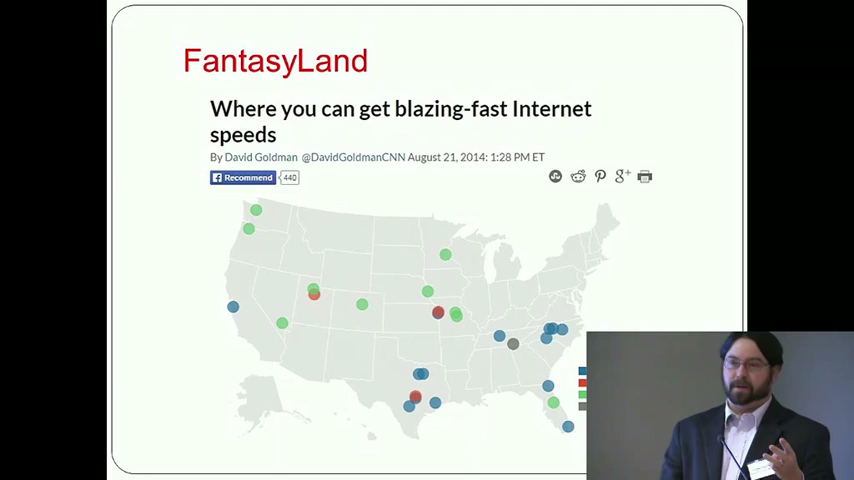 FantasyLand
Where you can get blazing-fast Internet
speeds
By David Goldman @DavidGoldmanCNN August 21, 2014: 1:28 PM ET
Recommend 440